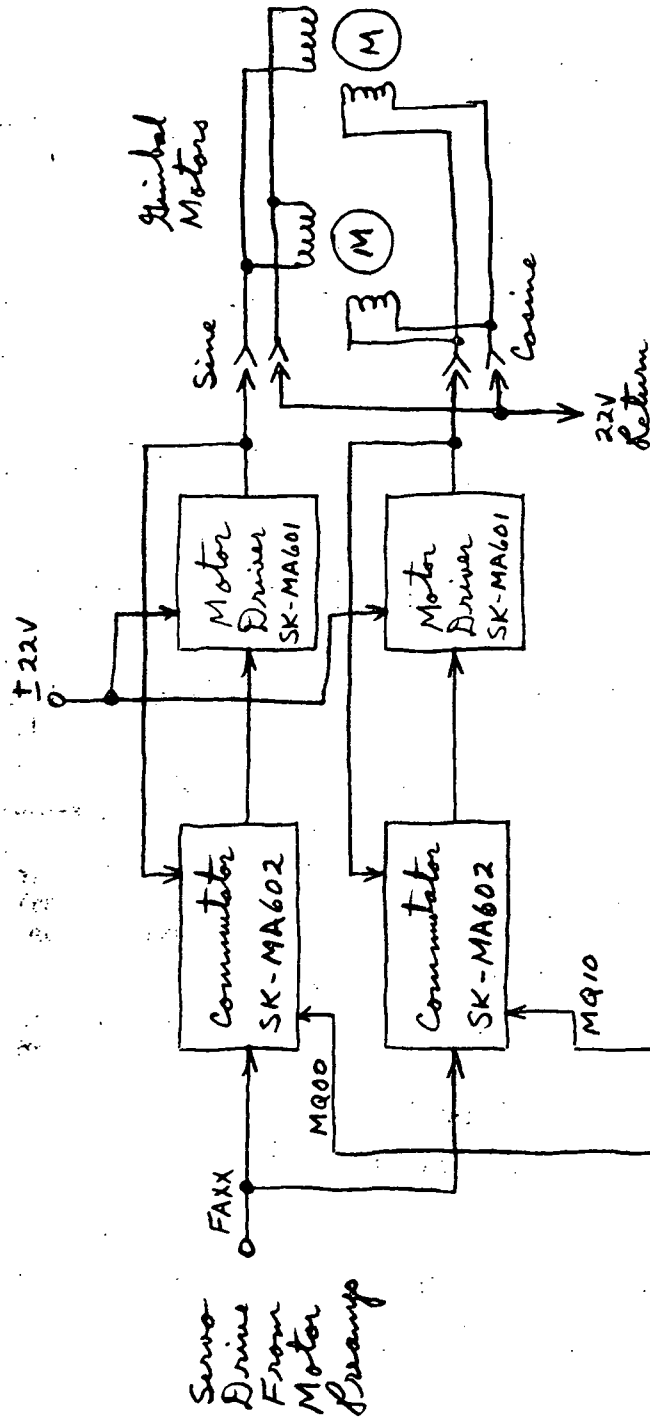 Servo
Drive
From
Motor
Preamp
FAXX
MQ00
MQ10
Commutator
SK-MA602
Commutator
SK-MA602
± 22V
Motor
Driver
SK-MA601
Motor
Driver
SK-MA601
Sine
Cosine
22V
Return
Gimbal
Motors
M
M